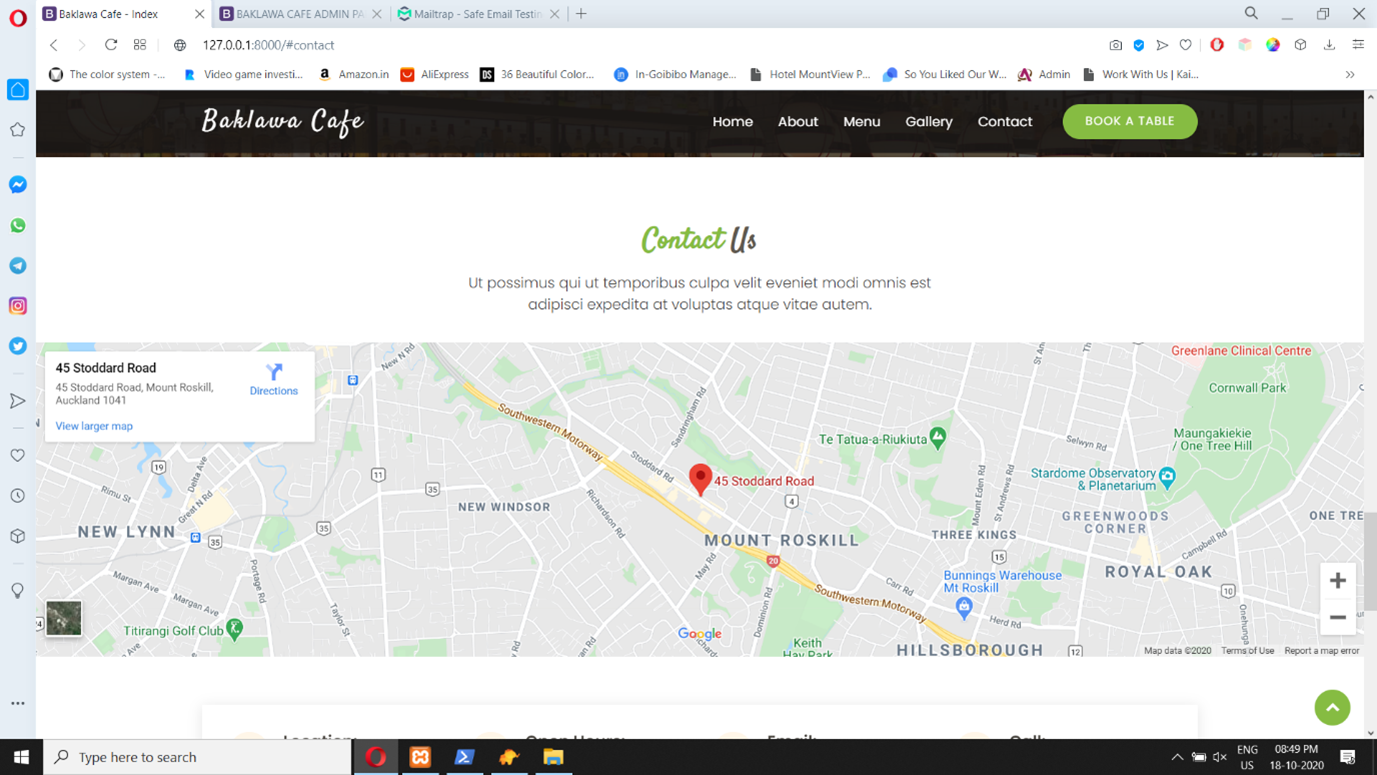 Baklawa Cafe - Index
BAKLAWA CAFE ADMIN PA
Mailtrap - Safe Email Testin
127.0.0.1:8000/#contact
The color system -...
Video game investi...
Amazon.in
AliExpress
36 Beautiful Color...
In-Goibibo Manage...
Hotel MountView P...
So You Liked Our W...
Admin
Work With Us | Kai...
Baklawa Cafe
Home
About
Menu
Gallery
Contact
BOOK A TABLE
Contact Us
Ut possimus qui ut temporibus culpa velit eveniet modi omnis est
adipisci expedita at voluptas atque vitae autem.
45 Stoddard Road
45 Stoddard Road, Mount Roskill,
Auckland 1041
Directions
View larger map
New N Rd
Sandringham Rd
St A
The
Greenlane Clinical Centre
Cornwall Park
Southwestern Motorway
Te Tatua-a-Riukiuta
Selwyn Rd
Maungakiekie
/ One Tree Hill
Stoddard Rd
19
Delta Ave
11
35
45 Stoddard Road
4
Stardome Observatory
& Planetarium
Rimu St
Great N Rd
Richardson Rd
Mount Eden Rd
St Andrews Rd
NEW WINDSOR
GREENWOODS
CORNER
ONE TRE
NEW LYNN
35
35
MOUNT ROSKILL
THREE KINGS
15
Campbell Rd
20
May Rd
Margan Ave
Portage Rd
Carr Rd
Bunnings Warehouse
Mt Roskill
ROYAL OAK
10
Margan Ave
Taylor St
Dominion Rd
Southwestern Motorway
Herd Rd
Onehunga
24
Titirangi Golf Club
Google
Keith
Hay Park
HILLSBOROUGH
12
Map data ©2020
Terms of Use
Report a map error
Location:
Open Hours:
Email:
Call:
Type here to search
ENG
US
08:49 PM
18-10-2020